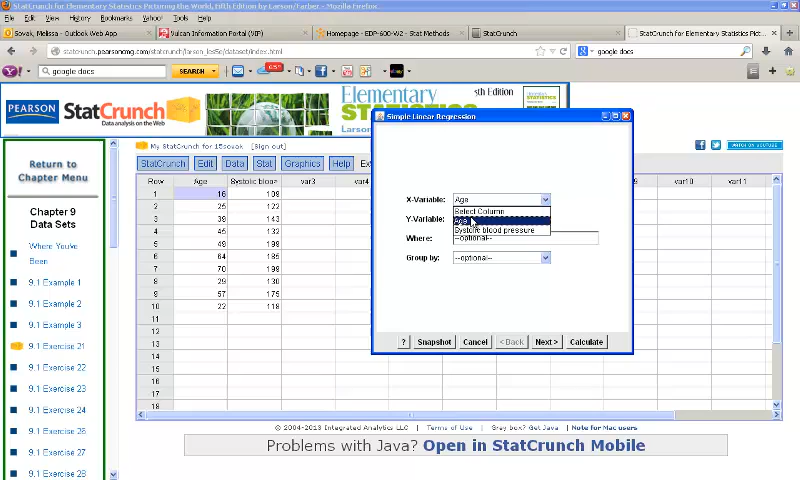 StatCrunch for Elementary Statistics Picturing the World, Fifth Edition by Larson/Farber - Mozilla Firefox
File Edit View History Bookmarks Yahoo! Tools Help
Sovak, Melissa - Outlook Web App
Vulcan Information Portal (VIP)
Homepage - EDP-600-W2 - Stat Methods
StatCrunch
StatCrunch for Elementary Statistics Pict...
statcrunch.pearsoncmg.com/statcrunch/larson_les5e/dataset/index.html
google docs
google docs
SEARCH
PEARSON
StatCrunch
Data analysis on the Web
Elementary
STATISTICS
5th Edition
Return to
Chapter Menu
Chapter 9
Data Sets
Where You've
Been
9.1 Example 1
9.1 Example 2
9.1 Example 3
9.1 Exercise 21
9.1 Exercise 22
9.1 Exercise 23
9.1 Exercise 24
9.1 Exercise 26
9.1 Exercise 27
9.1 Exercise 28
My StatCrunch for 15sovak [Sign out]
StatCrunch Edit Data Stat Graphics Help
Row Age Systolic bloo var3 var4 var10 var11
1 16 109
2 25 122
3 39 143
4 45 132
5 49 199
6 64 185
7 70 199
8 29 130
9 57 175
10 22 118
11
12
13
14
15
16
17
18
Simple Linear Regression
X-Variable: Age
Select Column
Age
Systolic blood pressure
Y-Variable:
Where: --optional--
Group by: --optional--
? Snapshot Cancel < Back Next > Calculate
Integrated Analytics LLC | Terms of Use | Grey box? Get Java | Note for Mac users
Problems with Java? Open in StatCrunch Mobile